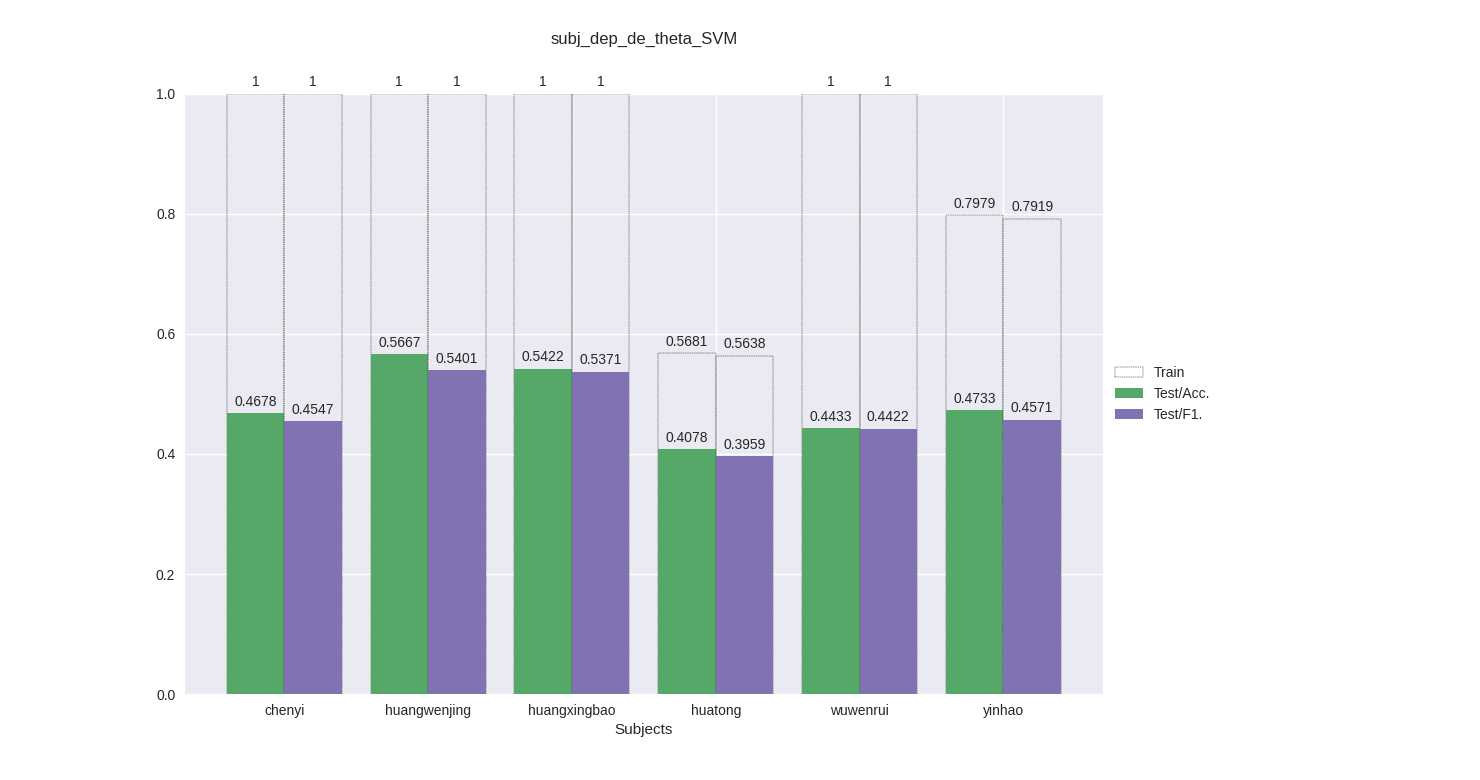 subj_dep_de_theta_SVM
1 1 1 1 1 1 1 1
1.0
0.7979 0.7919
0.8
0.6
0.5667 0.5401 0.5422 0.5371 0.5681 0.5638
0.4678 0.4547 0.4078 0.3959 0.4433 0.4422 0.4733 0.4571
0.4
0.2
0.0
chenyi huangwenjing huangxingbao huatong wuwenrui yinhao
Subjects
Train
Test/Acc.
Test/F1.